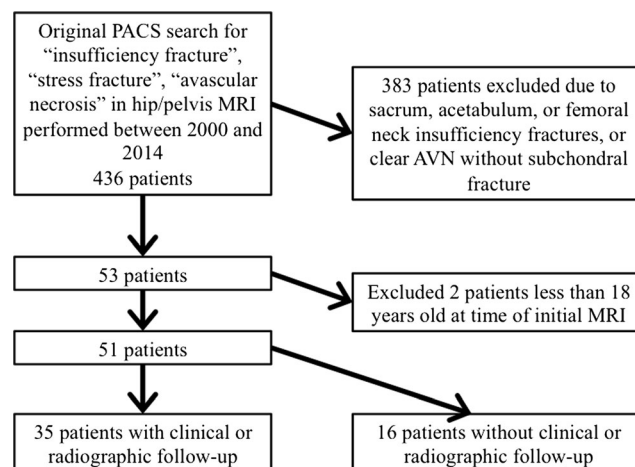 Original PACS search for
“insufficiency fracture”,
“stress fracture”, “avascular
necrosis” in hip/pelvis MRI
performed between 2000 and
2014
436 patients
383 patients excluded due to
sacrum, acetabulum, or femoral
neck insufficiency fractures, or
clear AVN without subchondral
fracture
53 patients
Excluded 2 patients less than 18
years old at time of initial MRI
51 patients
35 patients with clinical or
radiographic follow-up
16 patients without clinical or
radiographic follow-up